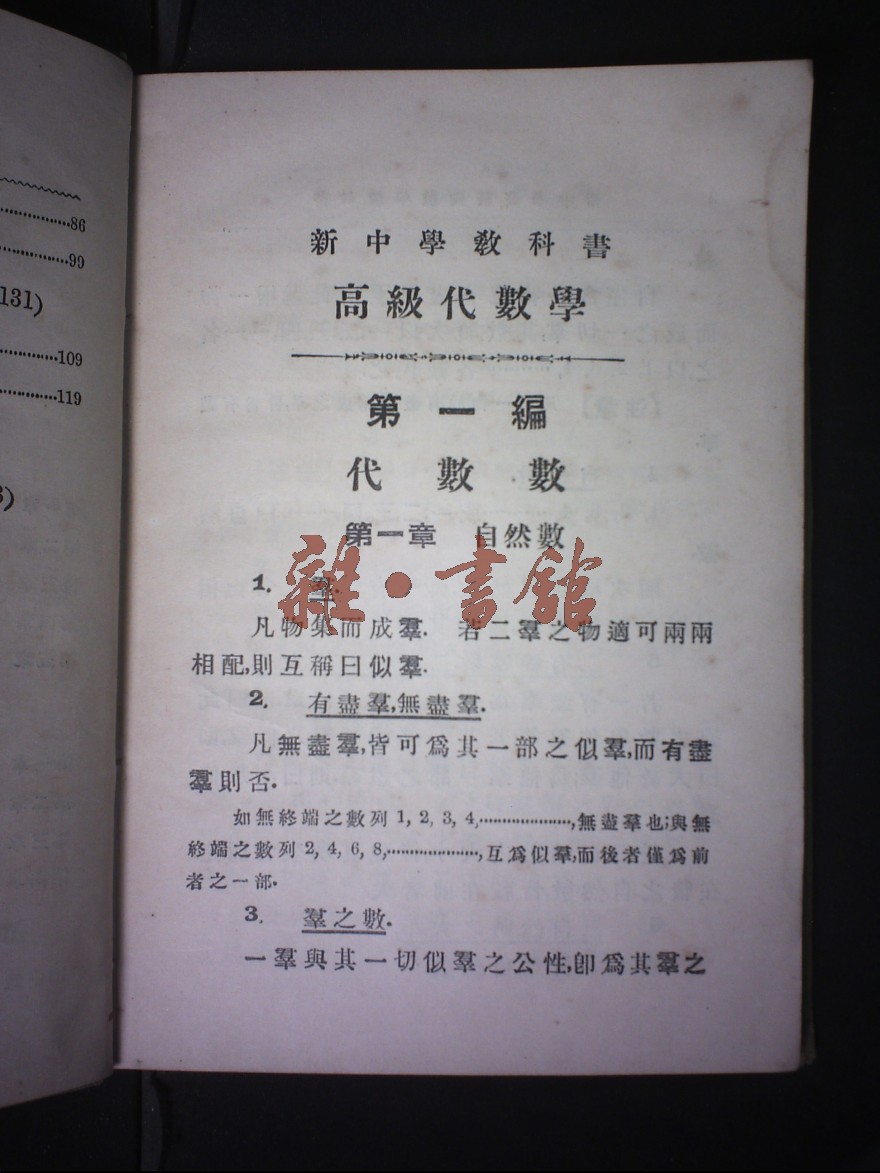 86
99
131)
109
119
3)
新中學教科書
高級代數學
第一編
代數數
第一章 自然數
1. 羣.
凡物集而成羣. 若二羣之物適可兩兩
相配,則互稱曰似羣.
2. 有盡羣,無盡羣.
凡無盡羣,皆可爲其一部之似羣,而有盡
羣則否.
如無終端之數列 1, 2, 3, 4,…………………,無盡羣也;與無
終端之數列 2, 4, 6, 8,…………………,互爲似羣,而後者僅爲前
者之一部.
3. 羣之數.
一羣與其一切似羣之公性,卽爲其羣之
雜·書館